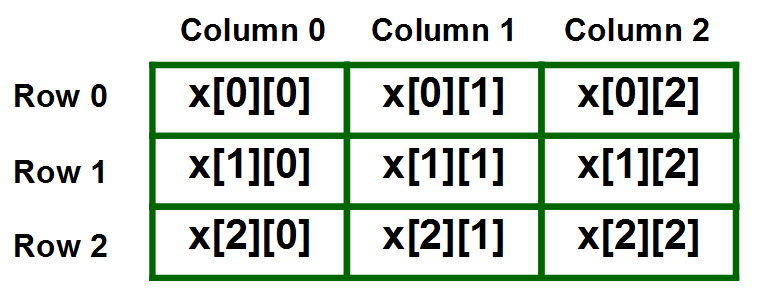 Column 0 Column 1 Column 2
Row 0 x[0][0] x[0][1] x[0][2]
Row 1 x[1][0] x[1][1] x[1][2]
Row 2 x[2][0] x[2][1] x[2][2]